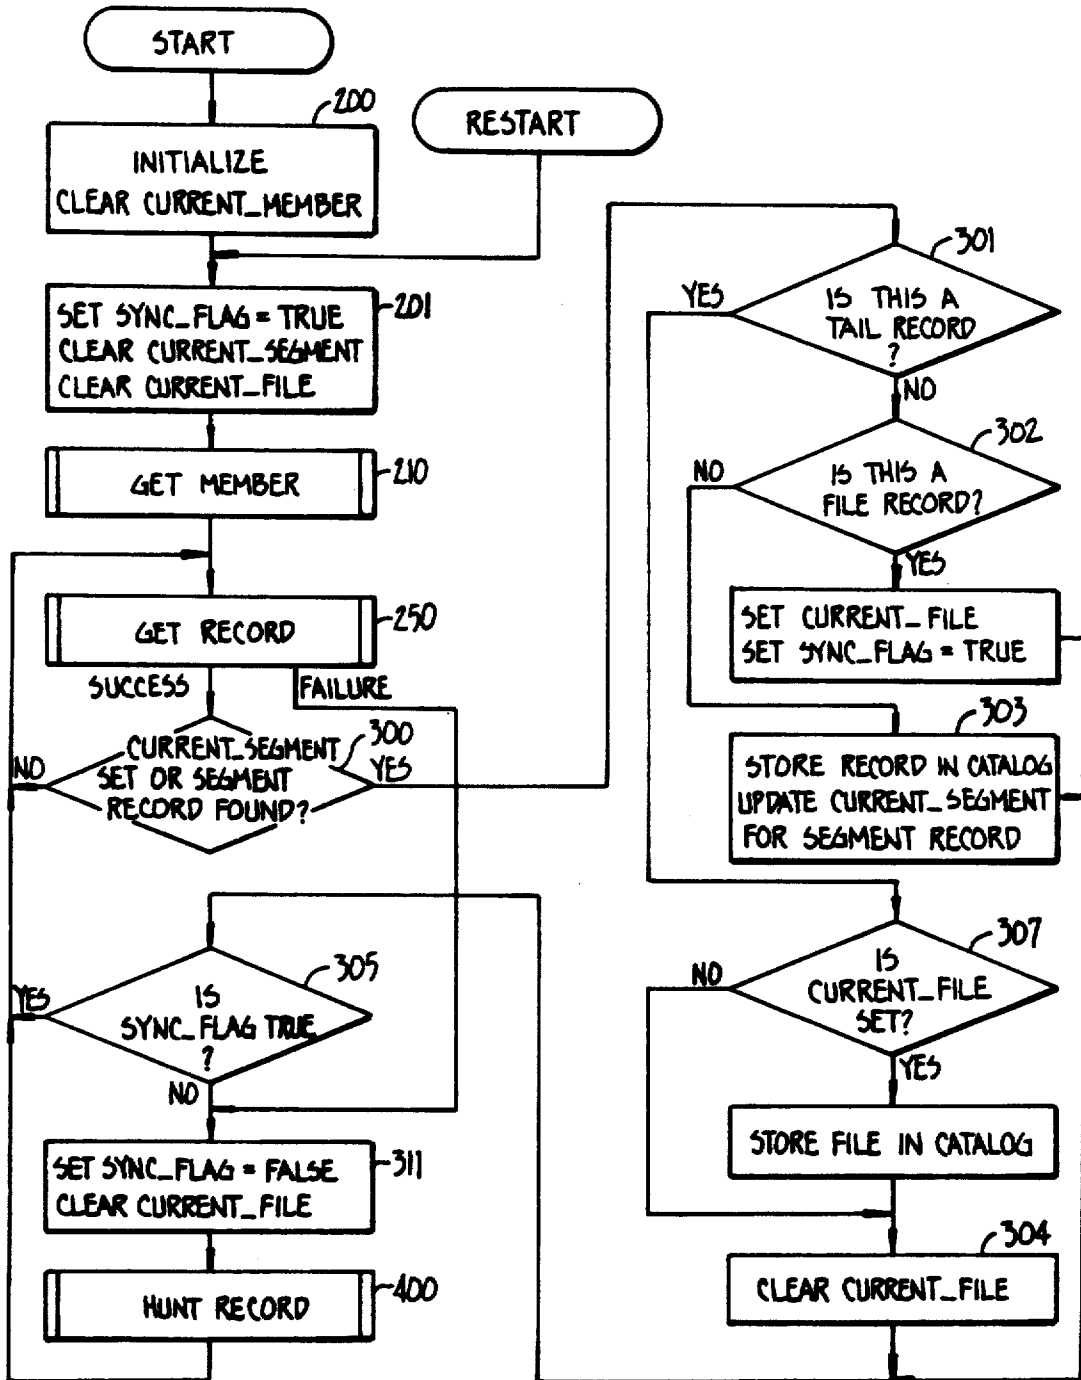 START
200
INITIALIZE
CLEAR CURRENT_MEMBER
RESTART
SET SYNC_FLAG = TRUE
CLEAR CURRENT_SEGMENT
CLEAR CURRENT_FILE
201
GET MEMBER
210
GET RECORD
250
SUCCESS
FAILURE
CURRENT_SEGMENT
SET OR SEGMENT
RECORD FOUND?
300
NO
YES
305
IS
SYNC_FLAG TRUE
?
YES
NO
SET SYNC_FLAG = FALSE
CLEAR CURRENT_FILE
311
HUNT RECORD
400
301
IS THIS A
TAIL RECORD
?
YES
NO
302
IS THIS A
FILE RECORD?
NO
YES
SET CURRENT_FILE
SET SYNC_FLAG = TRUE
303
STORE RECORD IN CATALOG
UPDATE CURRENT_SEGMENT
FOR SEGMENT RECORD
307
IS
CURRENT_FILE
SET?
NO
YES
STORE FILE IN CATALOG
304
CLEAR CURRENT_FILE